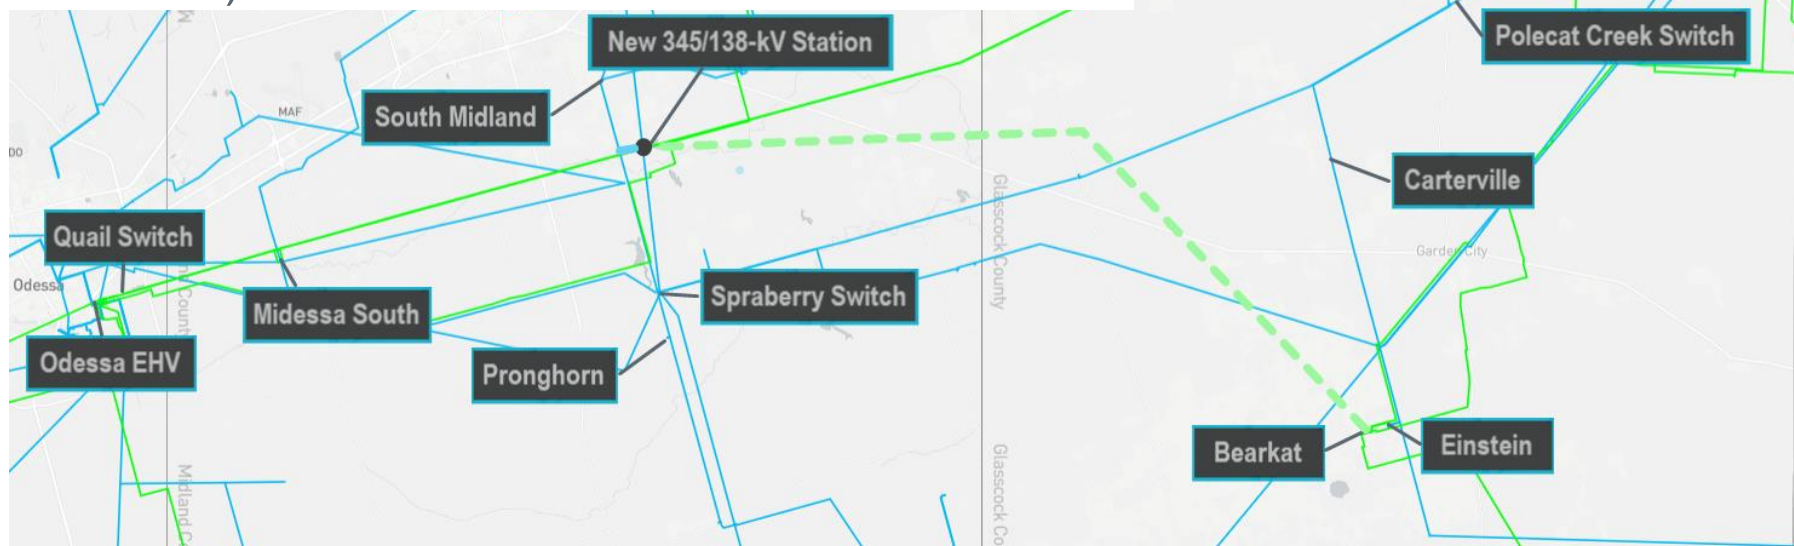 New 345/138-kV Station
Polecat Creek Switch
South Midland
MAF
Carterville
Glasscock County
Quail Switch
Garden City
Odessa
Midessa South
Spraberry Switch
Odessa EHV
Pronghorn
Bearkat
Einstein
Midland C
Glasscock Co